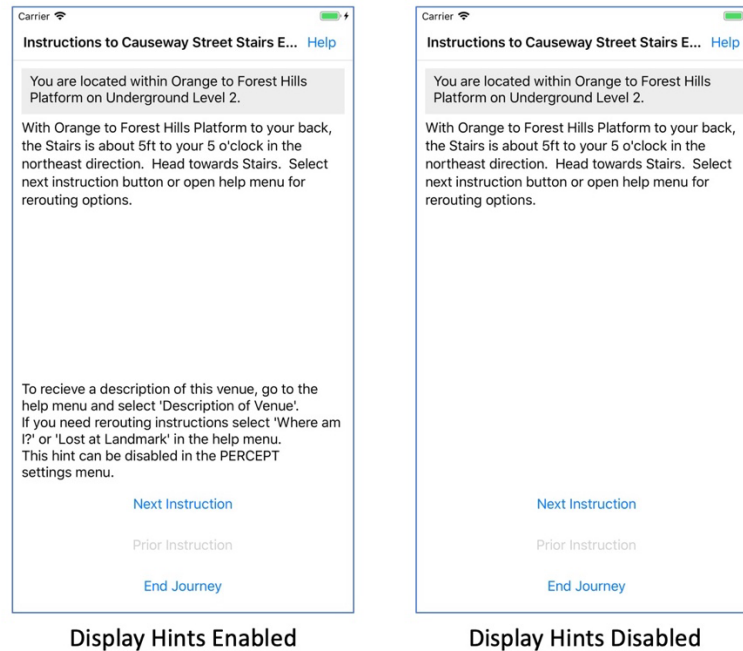 Carrier
Instructions to Causeway Street Stairs E... Help
You are located within Orange to Forest Hills
Platform on Underground Level 2.
With Orange to Forest Hills Platform to your back,
the Stairs is about 5ft to your 5 o'clock in the
northeast direction.  Head towards Stairs.  Select
next instruction button or open help menu for
rerouting options.
To recieve a description of this venue, go to the
help menu and select 'Description of Venue'.
If you need rerouting instructions select 'Where am
I?' or 'Lost at Landmark' in the help menu.
This hint can be disabled in the PERCEPT
settings menu.
Next Instruction
Prior Instruction
End Journey
Display Hints Enabled
Carrier
Instructions to Causeway Street Stairs E... Help
You are located within Orange to Forest Hills
Platform on Underground Level 2.
With Orange to Forest Hills Platform to your back,
the Stairs is about 5ft to your 5 o'clock in the
northeast direction.  Head towards Stairs.  Select
next instruction button or open help menu for
rerouting options.
Next Instruction
Prior Instruction
End Journey
Display Hints Disabled